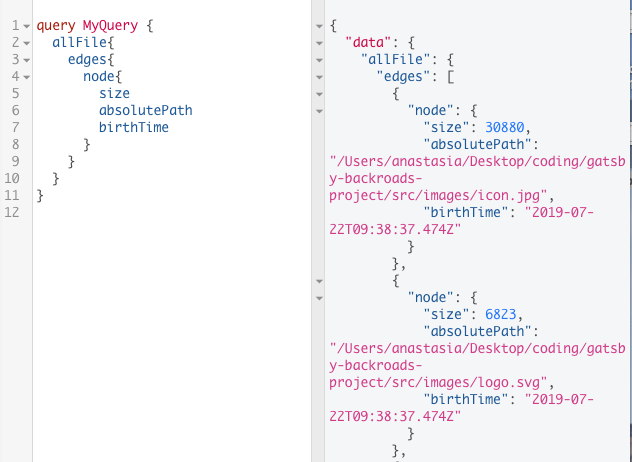 1 query MyQuery {
2 allFile{
3 edges{
4 node{
5 size
6 absolutePath
7 birthTime
8 }
9 }
10 }
11 }
12
{
"data": {
"allFile": {
"edges": [
{
"node": {
"size": 30880,
"absolutePath":
"/Users/anastasia/Desktop/coding/gatsb
y-backroads-
project/src/images/icon.jpg",
"birthTime": "2019-07-
22T09:38:37.474Z"
}
},
{
"node": {
"size": 6823,
"absolutePath":
"/Users/anastasia/Desktop/coding/gatsb
y-backroads-
project/src/images/logo.svg",
"birthTime": "2019-07-
22T09:38:37.474Z"
}
},